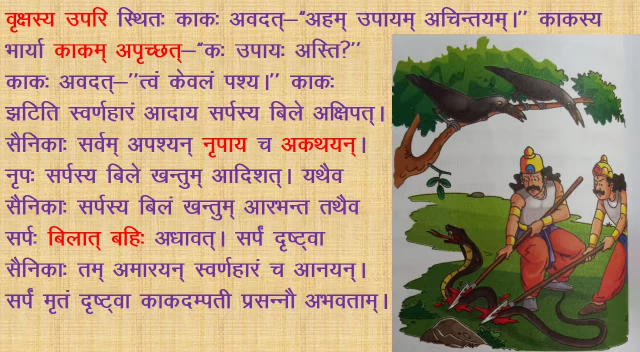 वृक्षस्य उपरि स्थितः काकः अवदत्–“अहम् उपायम् अचिन्तयम्।’’ काकस्य
भार्या काकम् अपृच्छत्–“कः उपायः अस्ति?’’
काकः अवदत्–’’त्वं केवलं पश्य।’’ काकः
झटिति स्वर्णहारं आदाय सर्पस्य बिले अक्षिपत्।
सैनिकाः सर्वम् अपश्यन् नृपाय च अकथयन्।
नृपः सर्पस्य बिले खन्तुम् आदिशत्। यथैव
सैनिकाः सर्पस्य बिलं खन्तुम् आरभन्त तथैव
सर्पः बिलात् बहिः अधावत्। सर्पं दृष्ट्वा
सैनिकाः तम् अमारयन् स्वर्णहारं च आनयन्।
सर्पं मृतं दृष्ट्वा काकदम्पती प्रसन्नौ अभवताम्।